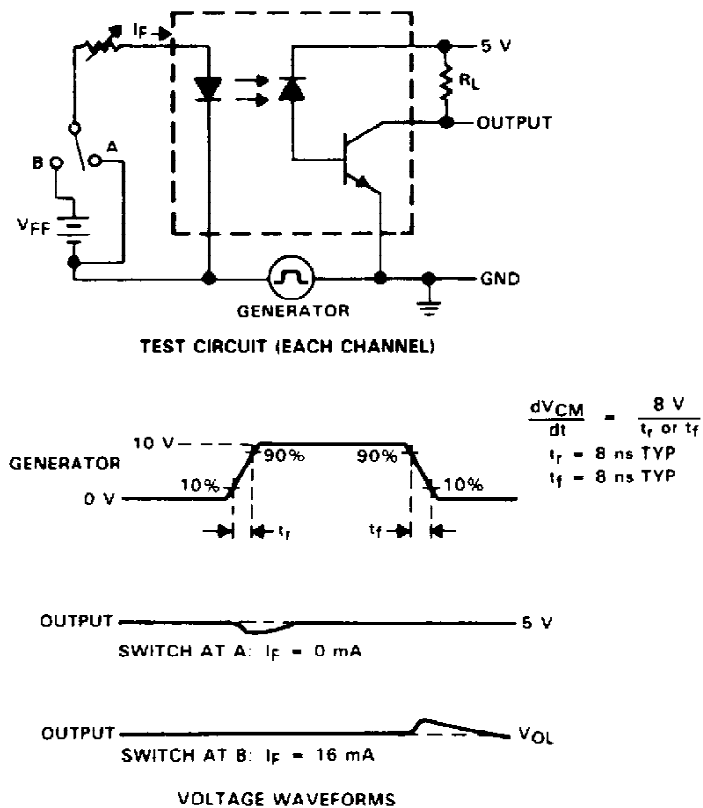 IF
5 V
RL
OUTPUT
A
B
VFF
GND
GENERATOR
TEST CIRCUIT (EACH CHANNEL)
dVCM / dt = 8 V / tr or tf
tr = 8 ns TYP
tf = 8 ns TYP
10 V
GENERATOR
90%
90%
10%
10%
0 V
tr
tf
OUTPUT
5 V
SWITCH AT A: IF = 0 mA
OUTPUT
VOL
SWITCH AT B: IF = 16 mA
VOLTAGE WAVEFORMS